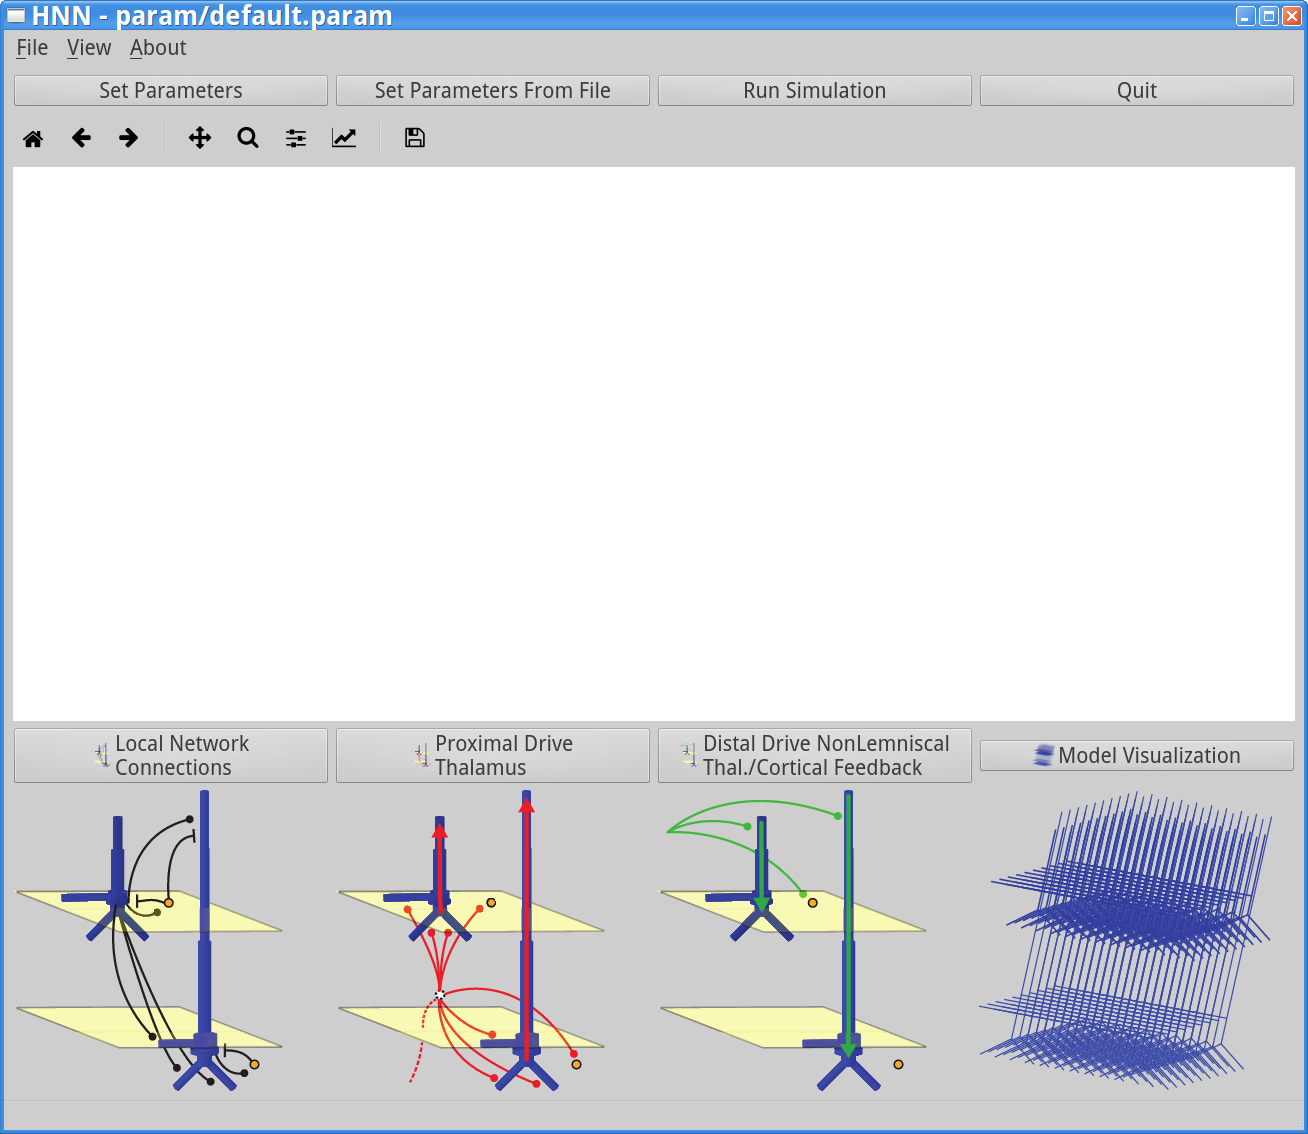 HNN - param/default.param
File View About
Set Parameters Set Parameters From File Run Simulation Quit
Local Network
Connections
Proximal Drive
Thalamus
Distal Drive NonLemniscal
Thal./Cortical Feedback
Model Visualization